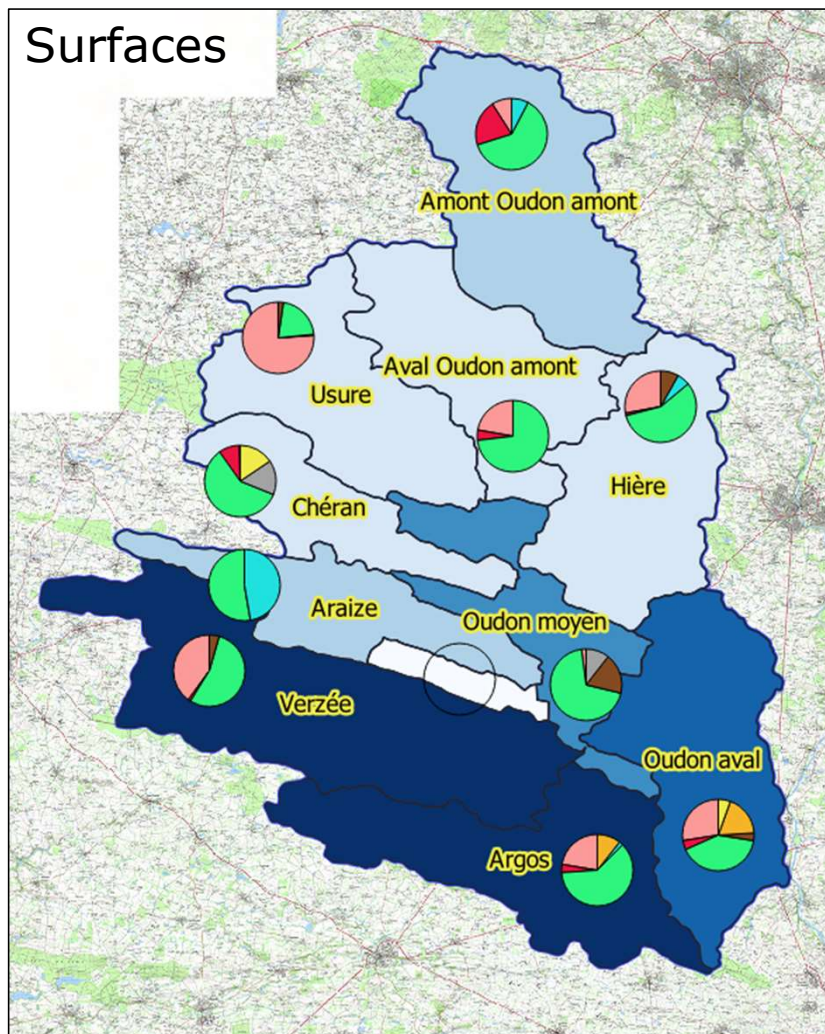 Surfaces
Amont Oudon amont
Aval Oudon amont
Usure
Hière
Chéran
Araize
Oudon moyen
Verzée
Oudon aval
Argos